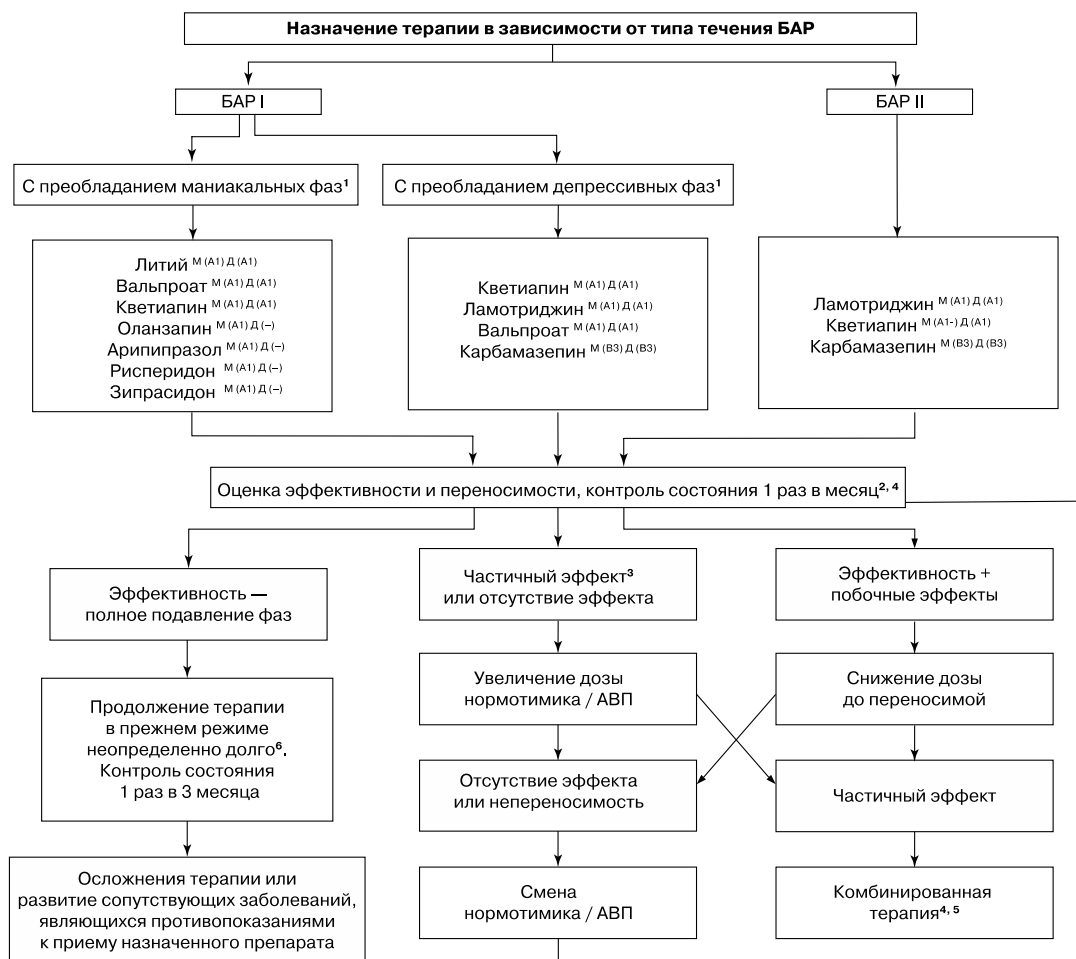 Назначение терапии в зависимости от типа течения БАР
БАР I
БАР II
С преобладанием маниакальных фаз¹
С преобладанием депрессивных фаз¹
Литий М (А1) Д (А1)
Вальпроат М (А1) Д (А1)
Кветиапин М (А1) Д (А1)
Оланзапин М (А1) Д (–)
Арипипразол М (А1) Д (–)
Рисперидон М (А1) Д (–)
Зипрасидон М (А1) Д (–)
Кветиапин М (А1) Д (А1)
Ламотриджин М (А1) Д (А1)
Вальпроат М (А1) Д (А1)
Карбамазепин М (В3) Д (В3)
Ламотриджин М (А1) Д (А1)
Кветиапин М (А1-) Д (А1)
Карбамазепин М (В3) Д (В3)
Оценка эффективности и переносимости, контроль состояния 1 раз в месяц²,⁴
Эффективность —
полное подавление фаз
Частичный эффект³
или отсутствие эффекта
Эффективность +
побочные эффекты
Продолжение терапии
в прежнем режиме
неопределенно долго⁶.
Контроль состояния
1 раз в 3 месяца
Увеличение дозы
нормотимика / АВП
Снижение дозы
до переносимой
Отсутствие эффекта
или непереносимость
Частичный эффект
Осложнения терапии или
развитие сопутствующих заболеваний,
являющихся противопоказаниями
к приему назначенного препарата
Смена
нормотимика / АВП
Комбинированная
терапия⁴,⁵